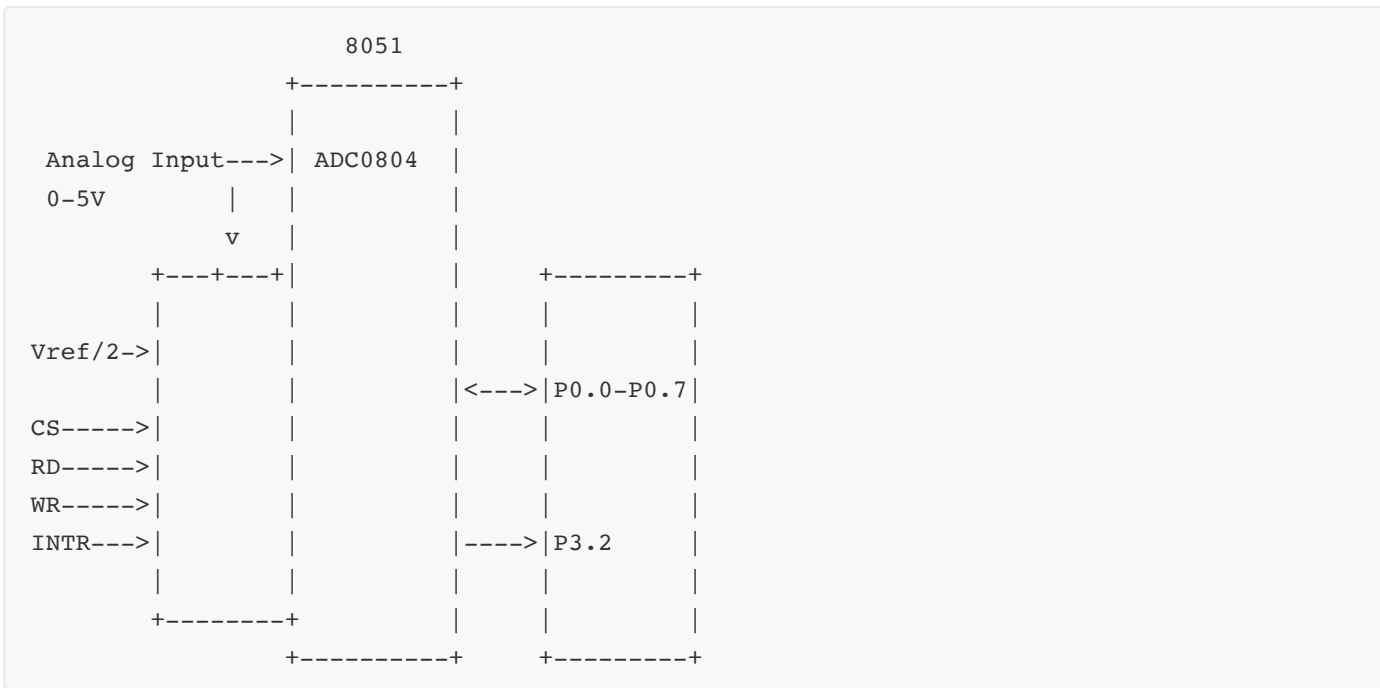 8051
+----------+
|          |
Analog Input--->| ADC0804  |
0-5V         |   |          |
v   |          |
+---+---+|          |     +---------+
|        |          |     |         |
Vref/2->|        |          |     |         |
|        |          |<--->|P0.0-P0.7|
CS----->|        |          |     |         |
RD----->|        |          |     |         |
WR----->|        |          |     |         |
INTR--->|        |          |---->|P3.2     |
|        |          |     |         |
+--------+          |     |         |
+----------+     +---------+